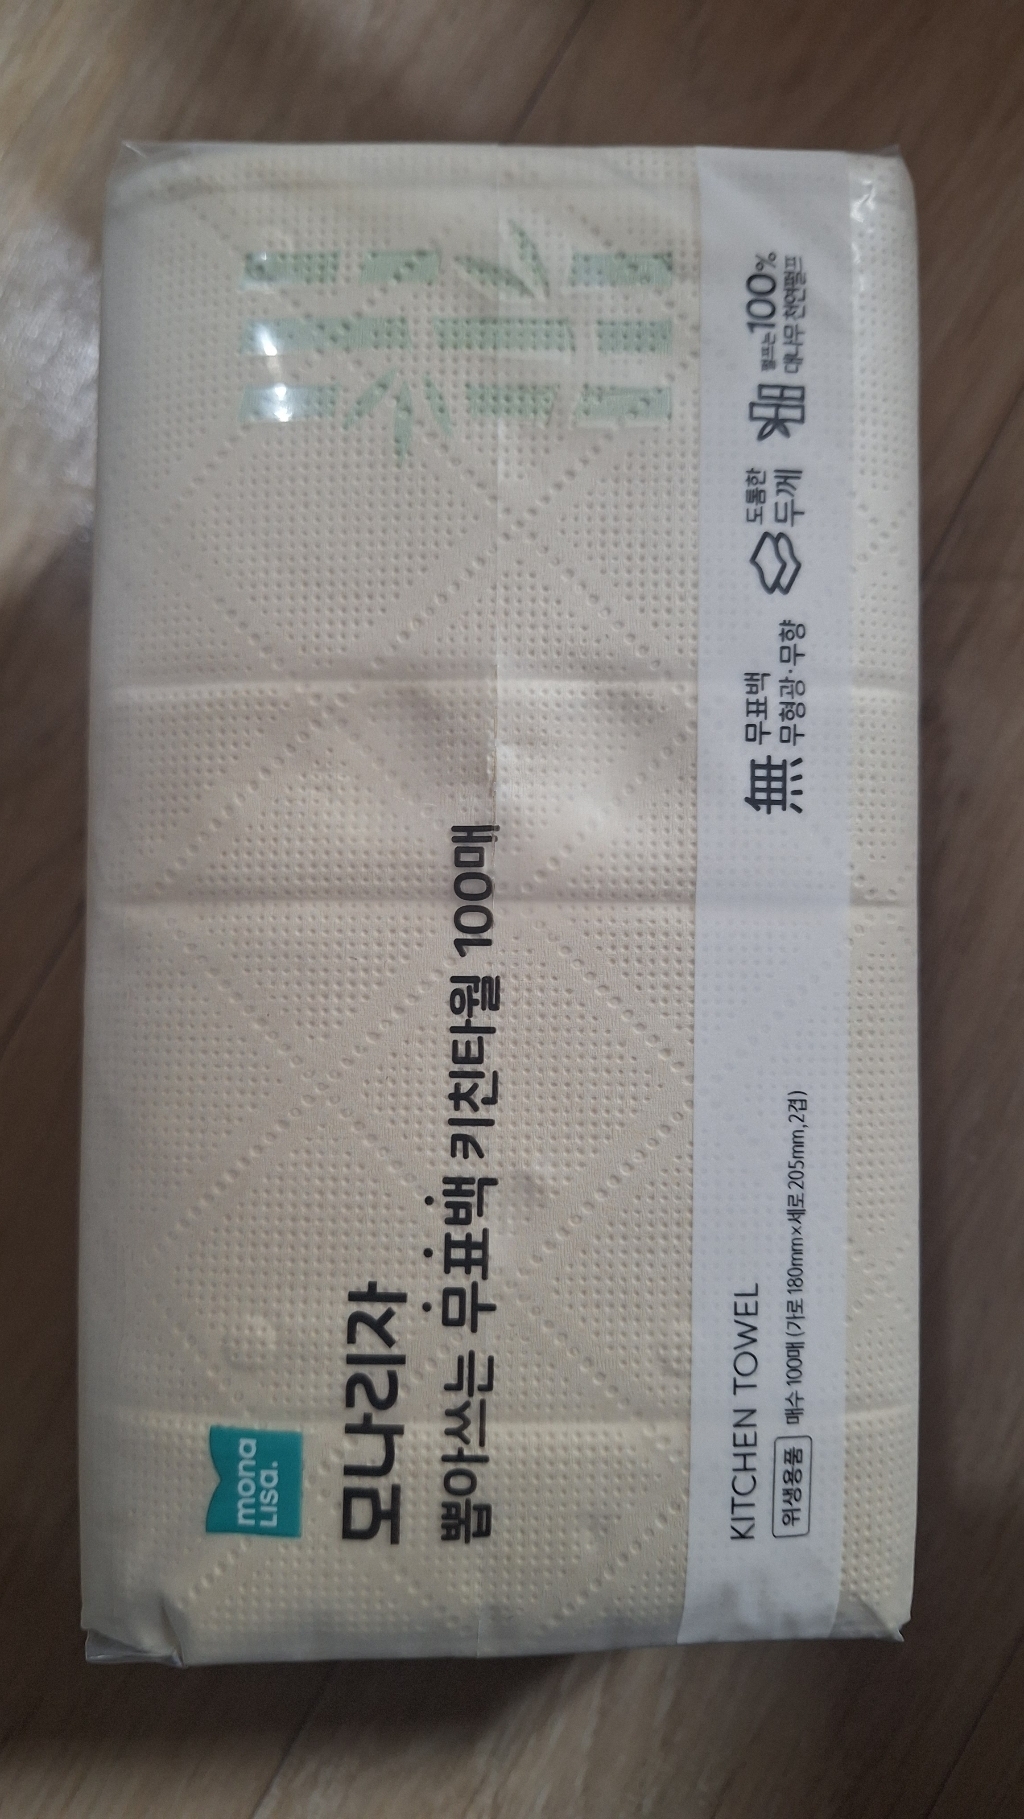 mona
LISA.
모나리자
뽑아쓰는 무표백 키친타월 100매
KITCHEN TOWEL
위생용품 매수 100매 (가로 180mm×세로 205mm, 2겹)
無 무표백
무형광·무향
도톰한
두께
펄프는 100%
대나무 천연펄프